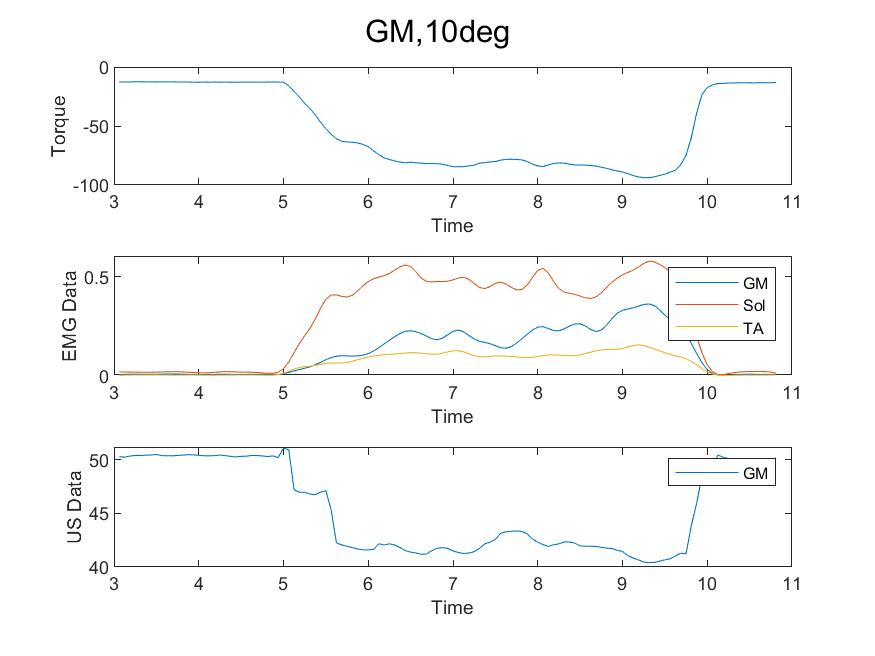 GM,10deg
0
-50
-100
Torque
3 4 5 6 7 8 9 10 11
Time
0.5
0
EMG Data
GM
Sol
TA
3 4 5 6 7 8 9 10 11
Time
50
45
40
US Data
GM
3 4 5 6 7 8 9 10 11
Time